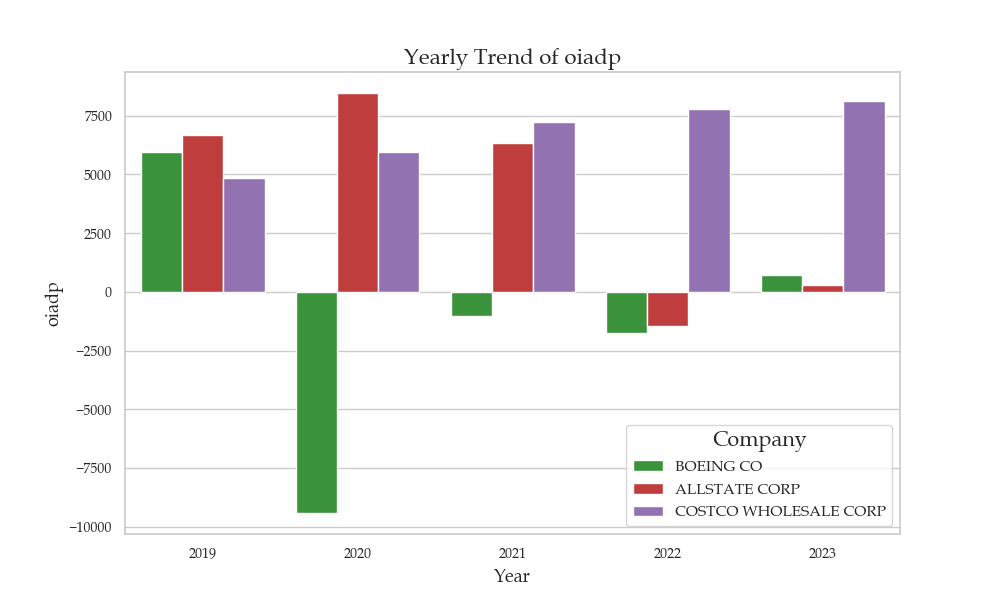 Yearly Trend of oiadp
7500
5000
2500
0
−2500
−5000
−7500
−10000
oiadp
2019 2020 2021 2022 2023
Year
Company
BOEING CO
ALLSTATE CORP
COSTCO WHOLESALE CORP